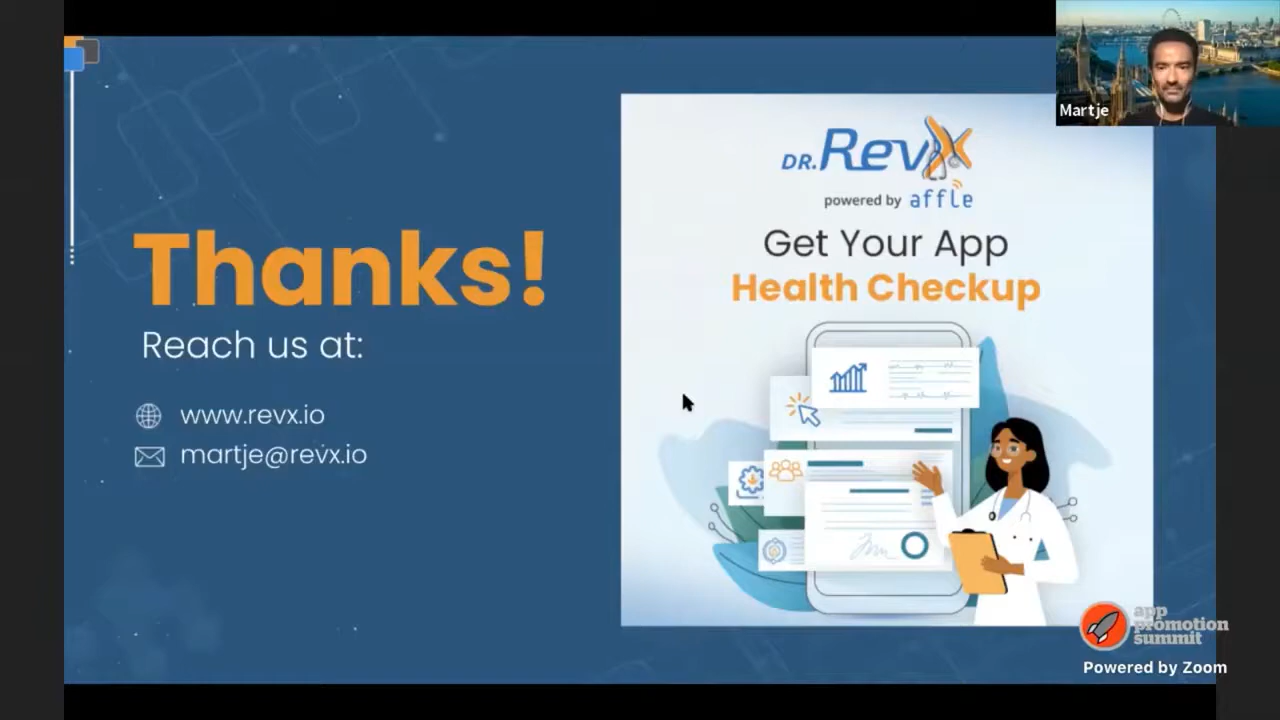 Martje
DR. RevX
powered by affle
Get Your App
Health Checkup
Thanks!
Reach us at:
www.revx.io
martje@revx.io
app
promotion
summit
Powered by Zoom